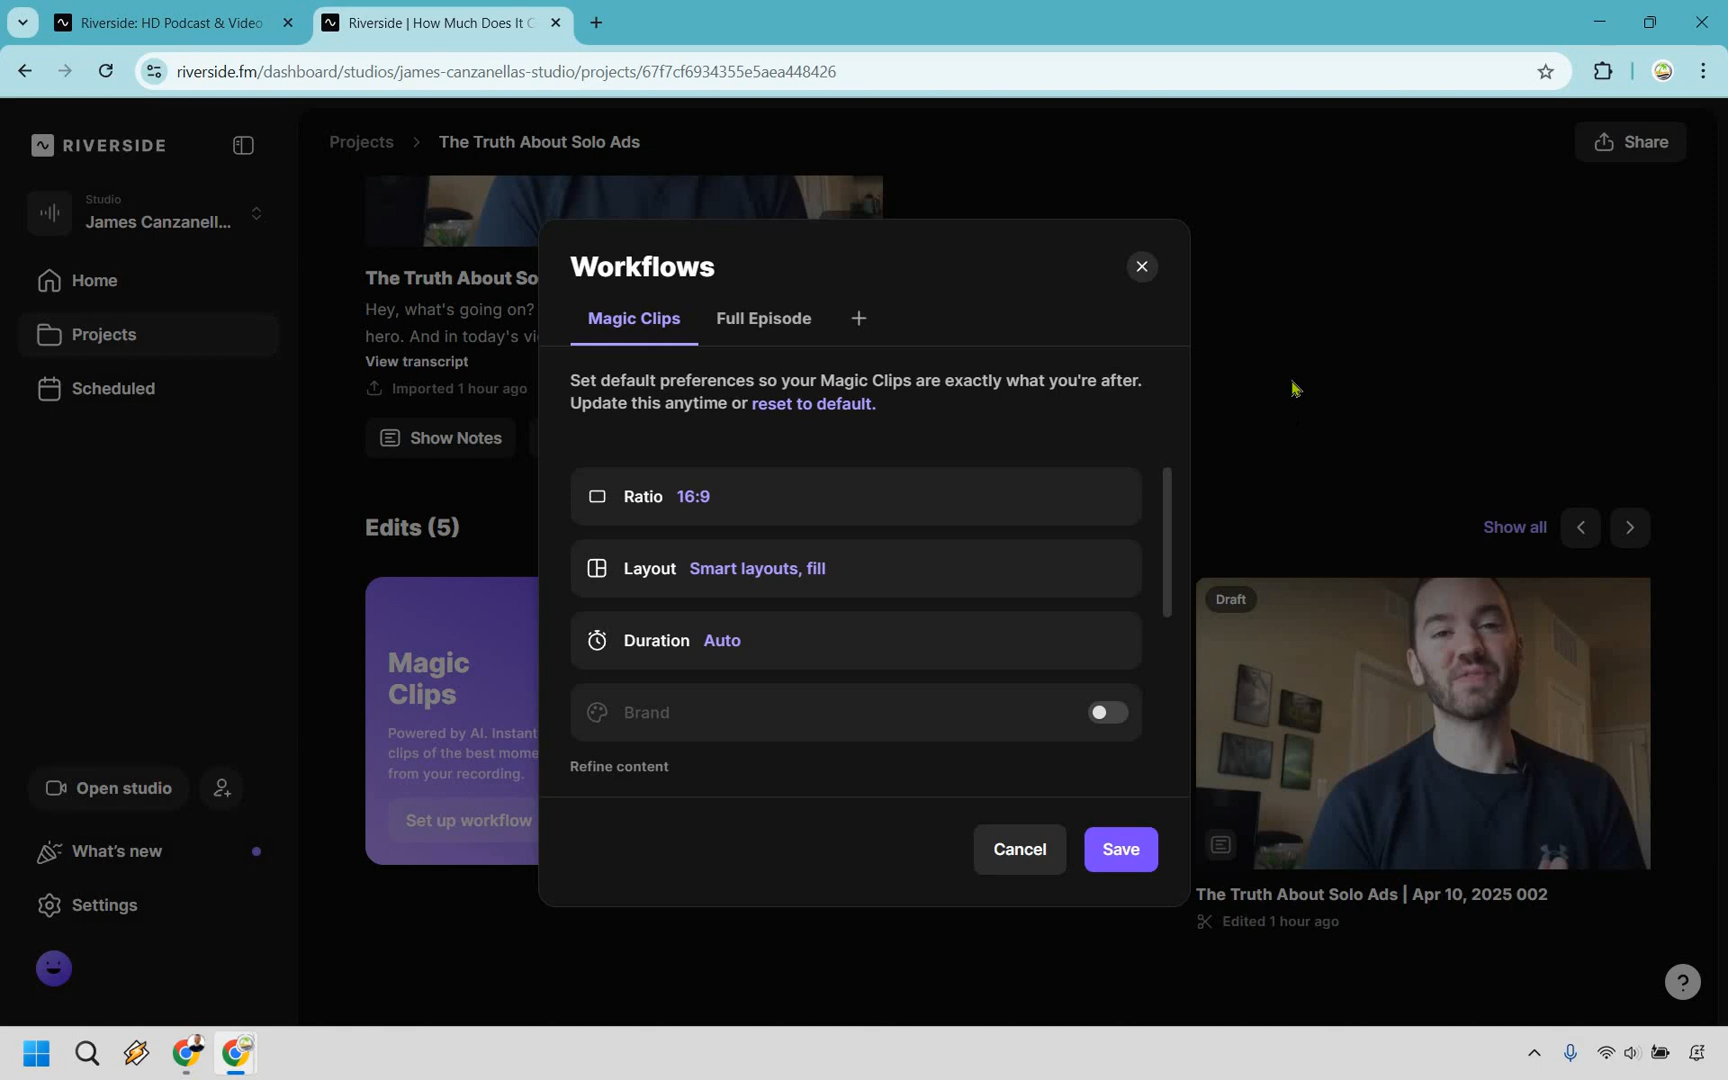 Riverside: HD Podcast & Video
Riverside | How Much Does It C
riverside.fm/dashboard/studios/james-canzanellas-studio/projects/67f7cf6934355e5aea448426
RIVERSIDE
Projects > The Truth About Solo Ads
Share
Studio
James Canzanell...
Home
Projects
Scheduled
Open studio
What's new
Settings
The Truth About So
Hey, what's going on?
hero. And in today's vi
View transcript
Imported 1 hour ago
Show Notes
Edits (5)
Show all
Magic
Clips
Powered by AI. Instant
clips of the best mome
from your recording.
Set up workflow
Workflows
Magic Clips Full Episode +
Set default preferences so your Magic Clips are exactly what you're after.
Update this anytime or reset to default.
Ratio 16:9
Layout Smart layouts, fill
Duration Auto
Brand
Refine content
Cancel Save
Draft
The Truth About Solo Ads | Apr 10, 2025 002
Edited 1 hour ago
?